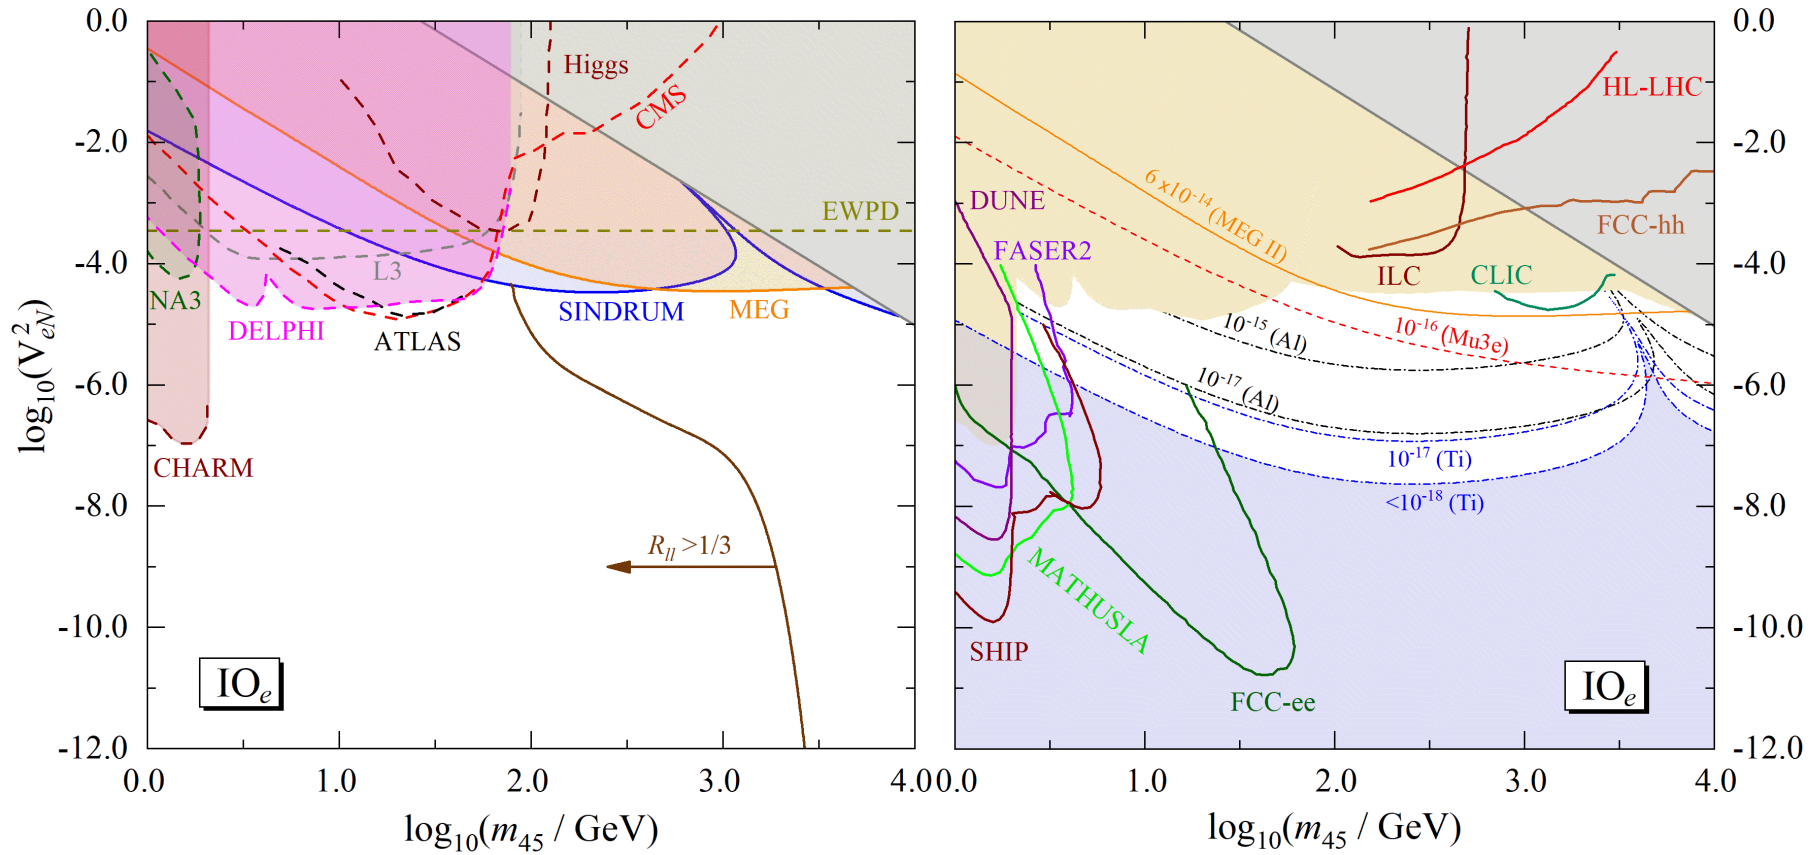 0.0
-2.0
-4.0
-6.0
-8.0
-10.0
-12.0
log₁₀(V²ₑN)
0.0
1.0
2.0
3.0
4.0
log₁₀(m₄₅ / GeV)
Higgs
CMS
EWPD
L3
NA3
DELPHI
ATLAS
SINDRUM
MEG
CHARM
Rₗₗ >1/3
IOₑ
HL-LHC
6 x10⁻¹⁴ (MEG II)
DUNE
FASER2
FCC-hh
ILC
CLIC
10⁻¹⁵ (Al)
10⁻¹⁶ (Mu3e)
10⁻¹⁷ (Al)
10⁻¹⁷ (Ti)
<10⁻¹⁸ (Ti)
MATHUSLA
SHIP
FCC-ee
IOₑ
0.0
-2.0
-4.0
-6.0
-8.0
-10.0
-12.0
0.0
1.0
2.0
3.0
4.0
log₁₀(m₄₅ / GeV)